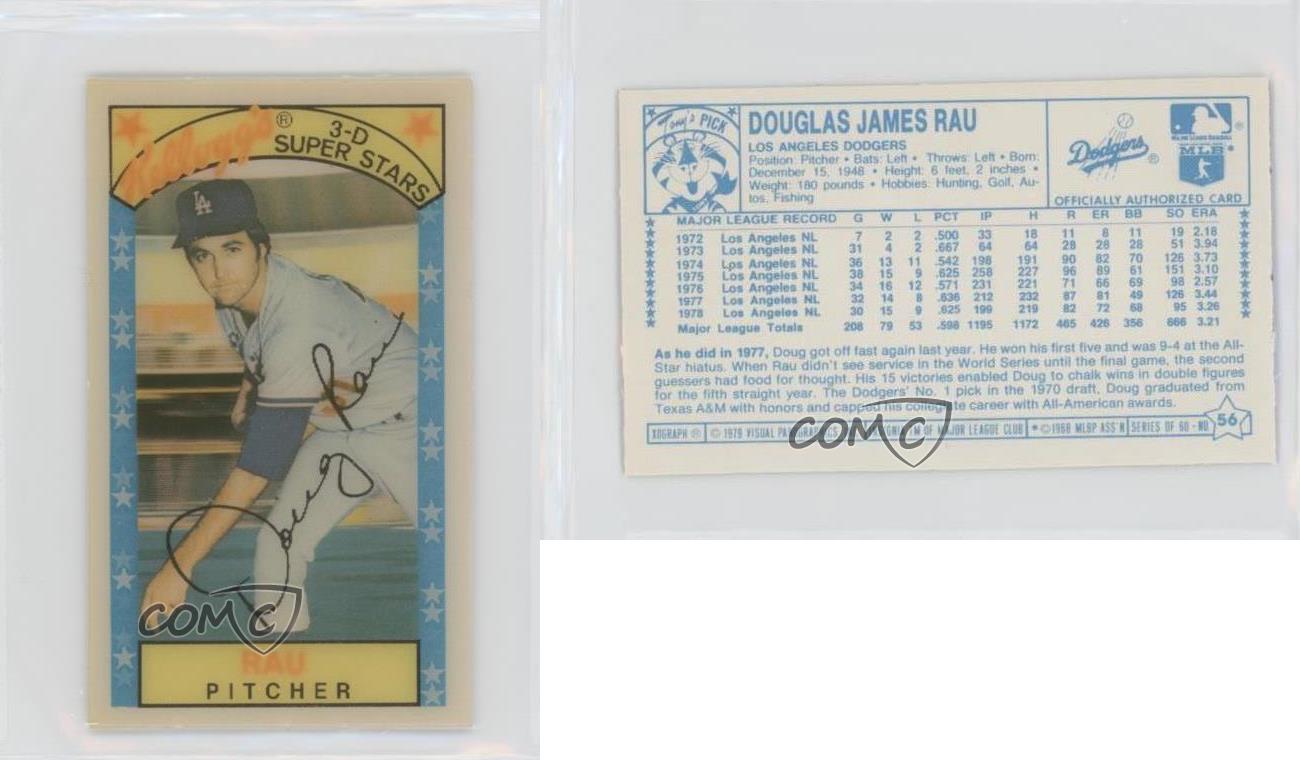 Kellogg's®
3-D
SUPER STARS
LA
Doug Rau
COMC
RAU
PITCHER
Tony's PICK
DOUGLAS JAMES RAU
LOS ANGELES DODGERS
Position: Pitcher • Bats: Left • Throws: Left • Born:
December 15, 1948 • Height: 6 feet, 2 inches •
Weight: 180 pounds • Hobbies: Hunting, Golf, Au-
tos, Fishing
Dodgers®
MAJOR LEAGUE BASEBALL®
MLB
OFFICIALLY AUTHORIZED CARD
MAJOR LEAGUE RECORD G W L PCT IP H R ER BB SO ERA
1972 Los Angeles NL 7 2 2 .500 33 18 11 8 11 19 2.18
1973 Los Angeles NL 31 4 2 .667 64 64 28 28 28 51 3.94
1974 Los Angeles NL 36 13 11 .542 198 191 90 82 70 126 3.73
1975 Los Angeles NL 38 15 9 .625 258 227 96 89 61 151 3.10
1976 Los Angeles NL 34 16 12 .571 231 221 71 66 69 98 2.57
1977 Los Angeles NL 32 14 8 .636 212 232 87 81 49 126 3.44
1978 Los Angeles NL 30 15 9 .625 199 219 82 72 68 95 3.26
Major League Totals 208 79 53 .598 1195 1172 465 426 356 666 3.21
As he did in 1977, Doug got off fast again last year. He won his first five and was 9-4 at the All-
Star hiatus. When Rau didn't see service in the World Series until the final game, the second
guessers had food for thought. His 15 victories enabled Doug to chalk wins in double figures
for the fifth straight year. The Dodgers' No. 1 pick in the 1970 draft, Doug graduated from
Texas A&M with honors and capped his collegiate career with All-American awards.
XOGRAPH® © 1979 VISUAL OF MAJOR LEAGUE CLUB *©1968 MLBP ASS'N SERIES OF 60-NO. 56
COMC